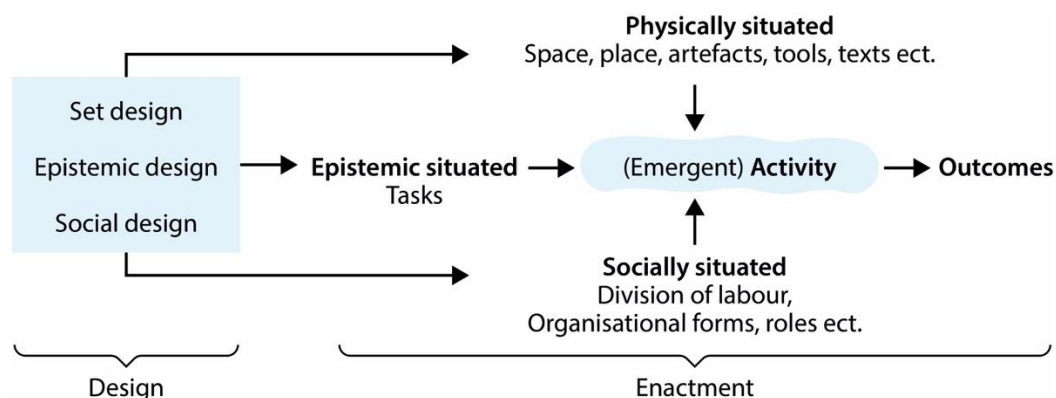 Physically situated
Space, place, artefacts, tools, texts ect.
Set design
Epistemic design
Social design
Epistemic situated
Tasks
(Emergent) Activity
Outcomes
Socially situated
Division of labour,
Organisational forms, roles ect.
Design
Enactment